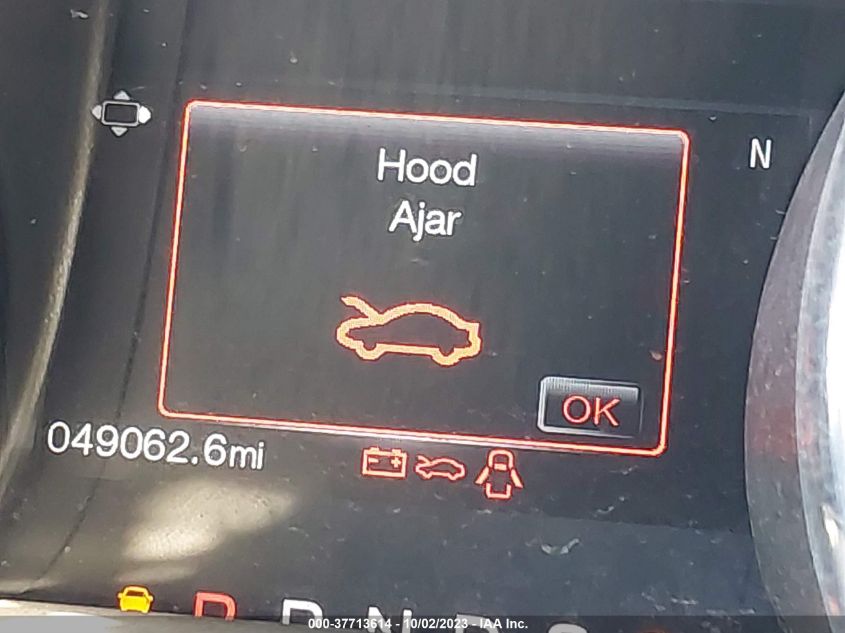 N
Hood
Ajar
OK
049062.6mi
P R N D S
000-37713614 - 10/02/2023 - IAA Inc.